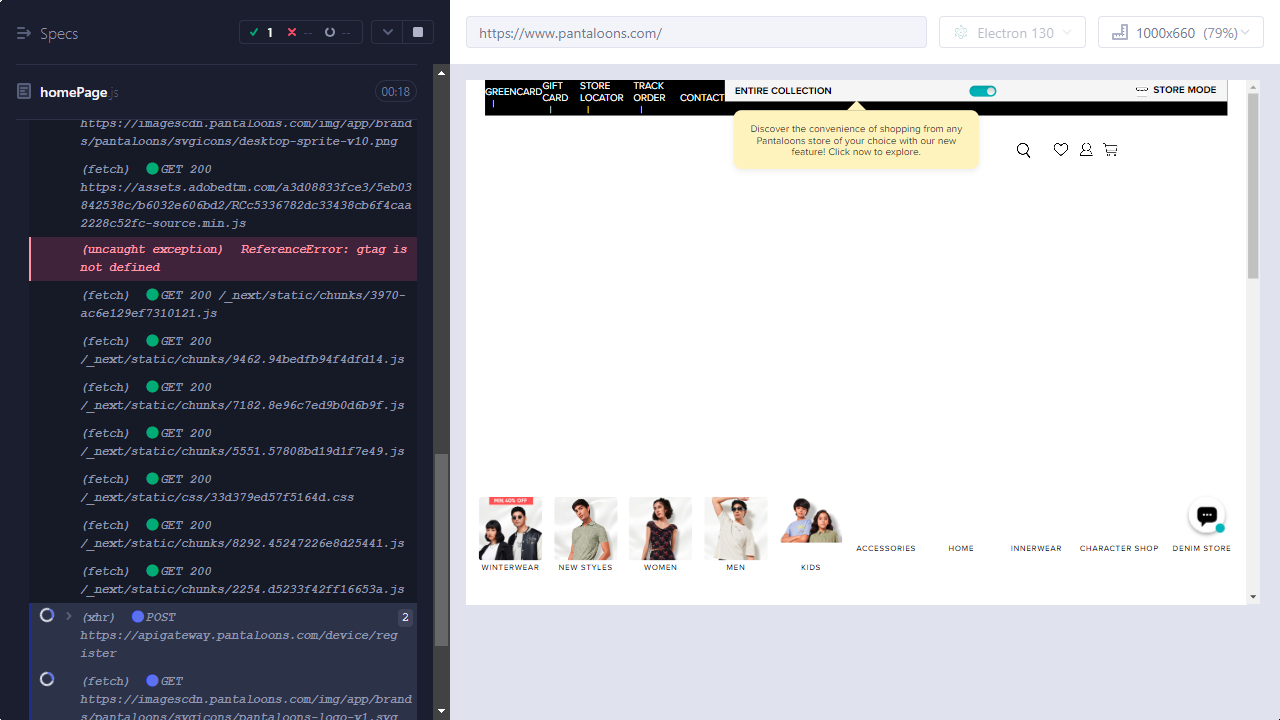 Specs
1
--
--
https://www.pantaloons.com/
Electron 130
1000x660 (79%)
homePage.js
00:18
https://imagescdn.pantaloons.com/img/app/brand
s/pantaloons/svgicons/desktop-sprite-v10.png
(fetch) GET 200
https://assets.adobedtm.com/a3d08833fce3/5eb03
842538c/b6032e606bd2/RCc5336782dc33438cb6f4caa
2228c52fc-source.min.js
(uncaught exception) ReferenceError: gtag is
not defined
(fetch) GET 200 /_next/static/chunks/3970-
ac6e129ef7310121.js
(fetch) GET 200
/_next/static/chunks/9462.94bedfb94f4dfd14.js
(fetch) GET 200
/_next/static/chunks/7182.8e96c7ed9b0d6b9f.js
(fetch) GET 200
/_next/static/chunks/5551.57808bd19d1f7e49.js
(fetch) GET 200
/_next/static/css/33d379ed57f5164d.css
(fetch) GET 200
/_next/static/chunks/8292.45247226e8d25441.js
(fetch) GET 200
/_next/static/chunks/2254.d5233f42ff16653a.js
(xhr) POST 2
https://apigateway.pantaloons.com/device/reg
ister
(fetch) GET
https://imagescdn.pantaloons.com/img/app/brand
s/pantaloons/svgicons/pantaloons-logo-v1.svg
GREENCARD
|
GIFT
CARD
|
STORE
LOCATOR
|
TRACK
ORDER
|
CONTACT
ENTIRE COLLECTION
STORE MODE
Discover the convenience of shopping from any
Pantaloons store of your choice with our new
feature! Click now to explore.
MIN. 60% OFF
WINTERWEAR
NEW STYLES
WOMEN
MEN
KIDS
ACCESSORIES
HOME
INNERWEAR
CHARACTER SHOP
DENIM STORE